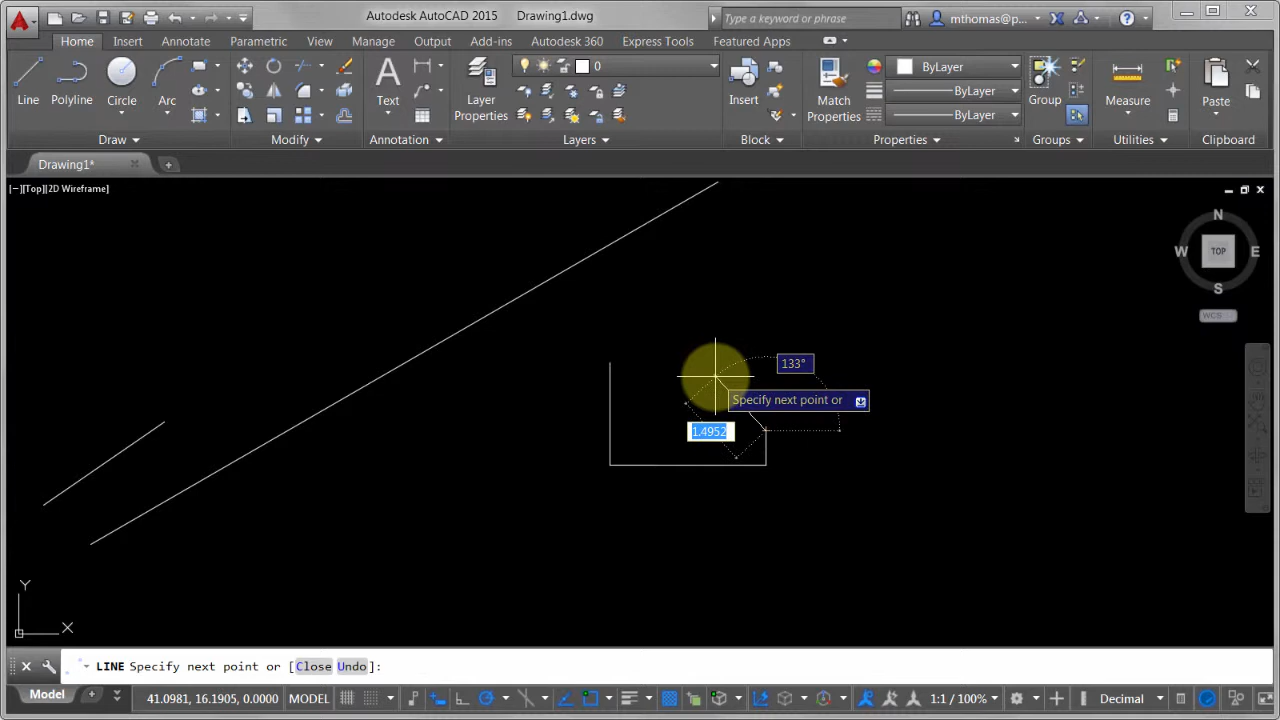 Autodesk AutoCAD 2015 Drawing1.dwg Type a keyword or phrase mthomas@p...
Home Insert Annotate Parametric View Manage Output Add-ins Autodesk 360 Express Tools Featured Apps
Line Polyline Circle Arc Text Layer Properties 0 Insert Match Properties ByLayer ByLayer ByLayer Group Measure Paste
Draw Modify Annotation Layers Block Properties Groups Utilities Clipboard
Drawing1*
[−][Top][2D Wireframe]
N
W TOP E
S
WCS
133°
Specify next point or
1.4952
Y
X
LINE Specify next point or [Close Undo]:
Model 41.0981, 16.1905, 0.0000 MODEL 1:1 / 100% Decimal